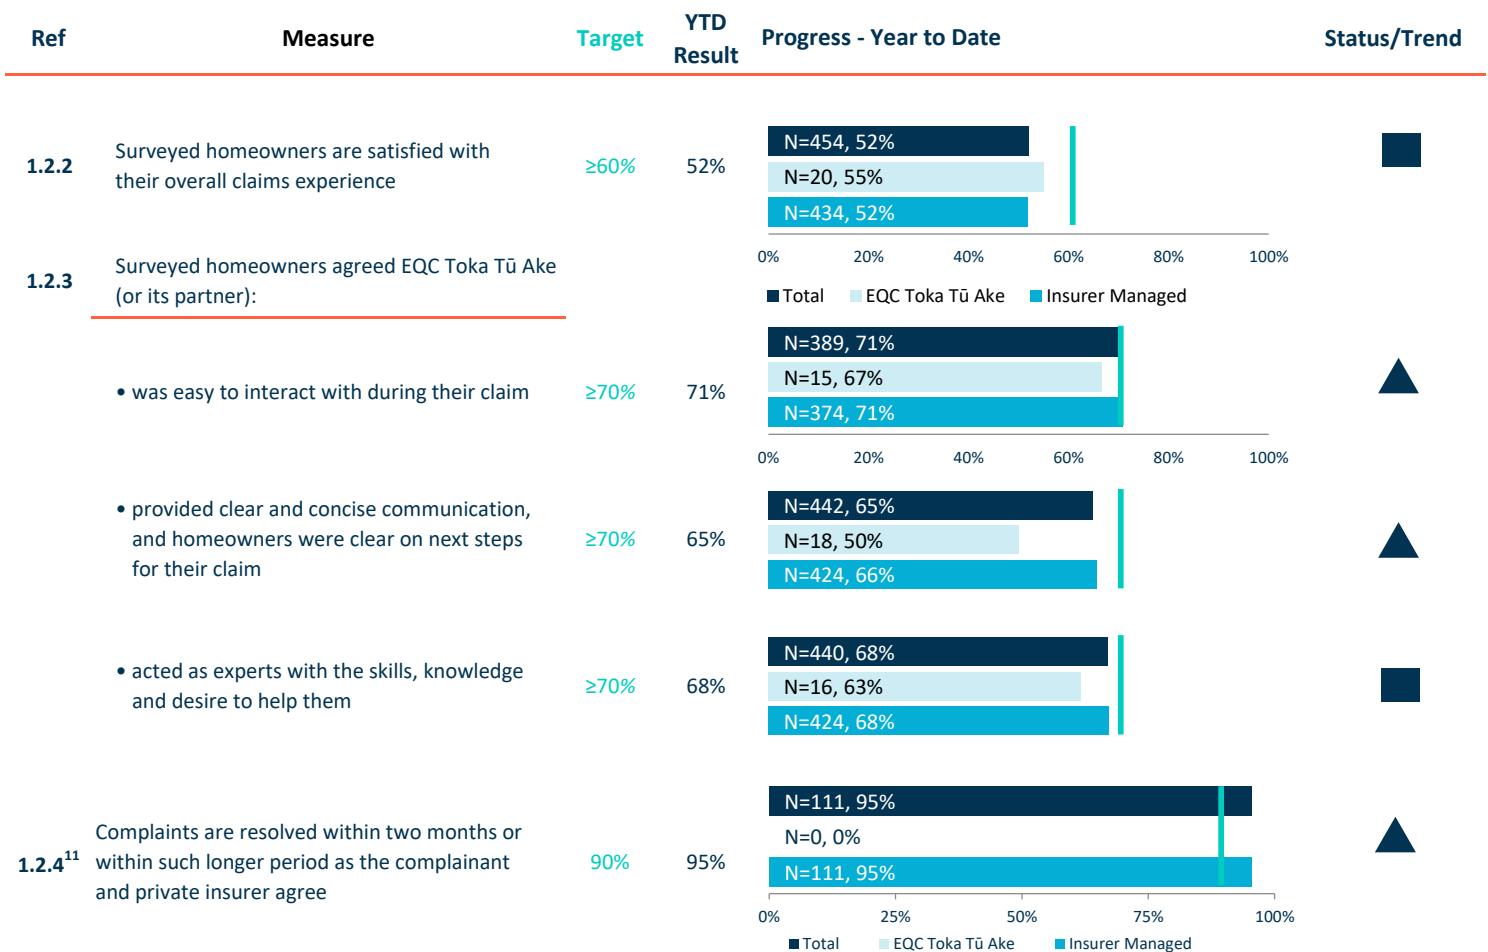 Ref Measure Target YTD Result Progress - Year to Date Status/Trend
1.2.2
Surveyed homeowners are satisfied with
their overall claims experience
≥60% 52%
N=454, 52%
N=20, 55%
N=434, 52%
0% 20% 40% 60% 80% 100%
Total EQC Toka Tū Ake Insurer Managed
1.2.3
Surveyed homeowners agreed EQC Toka Tū Ake
(or its partner):
• was easy to interact with during their claim
≥70% 71%
N=389, 71%
N=15, 67%
N=374, 71%
0% 20% 40% 60% 80% 100%
• provided clear and concise communication,
and homeowners were clear on next steps
for their claim
≥70% 65%
N=442, 65%
N=18, 50%
N=424, 66%
• acted as experts with the skills, knowledge
and desire to help them
≥70% 68%
N=440, 68%
N=16, 63%
N=424, 68%
1.2.4¹¹
Complaints are resolved within two months or
within such longer period as the complainant
and private insurer agree
90% 95%
N=111, 95%
N=0, 0%
N=111, 95%
0% 25% 50% 75% 100%
Total EQC Toka Tū Ake Insurer Managed